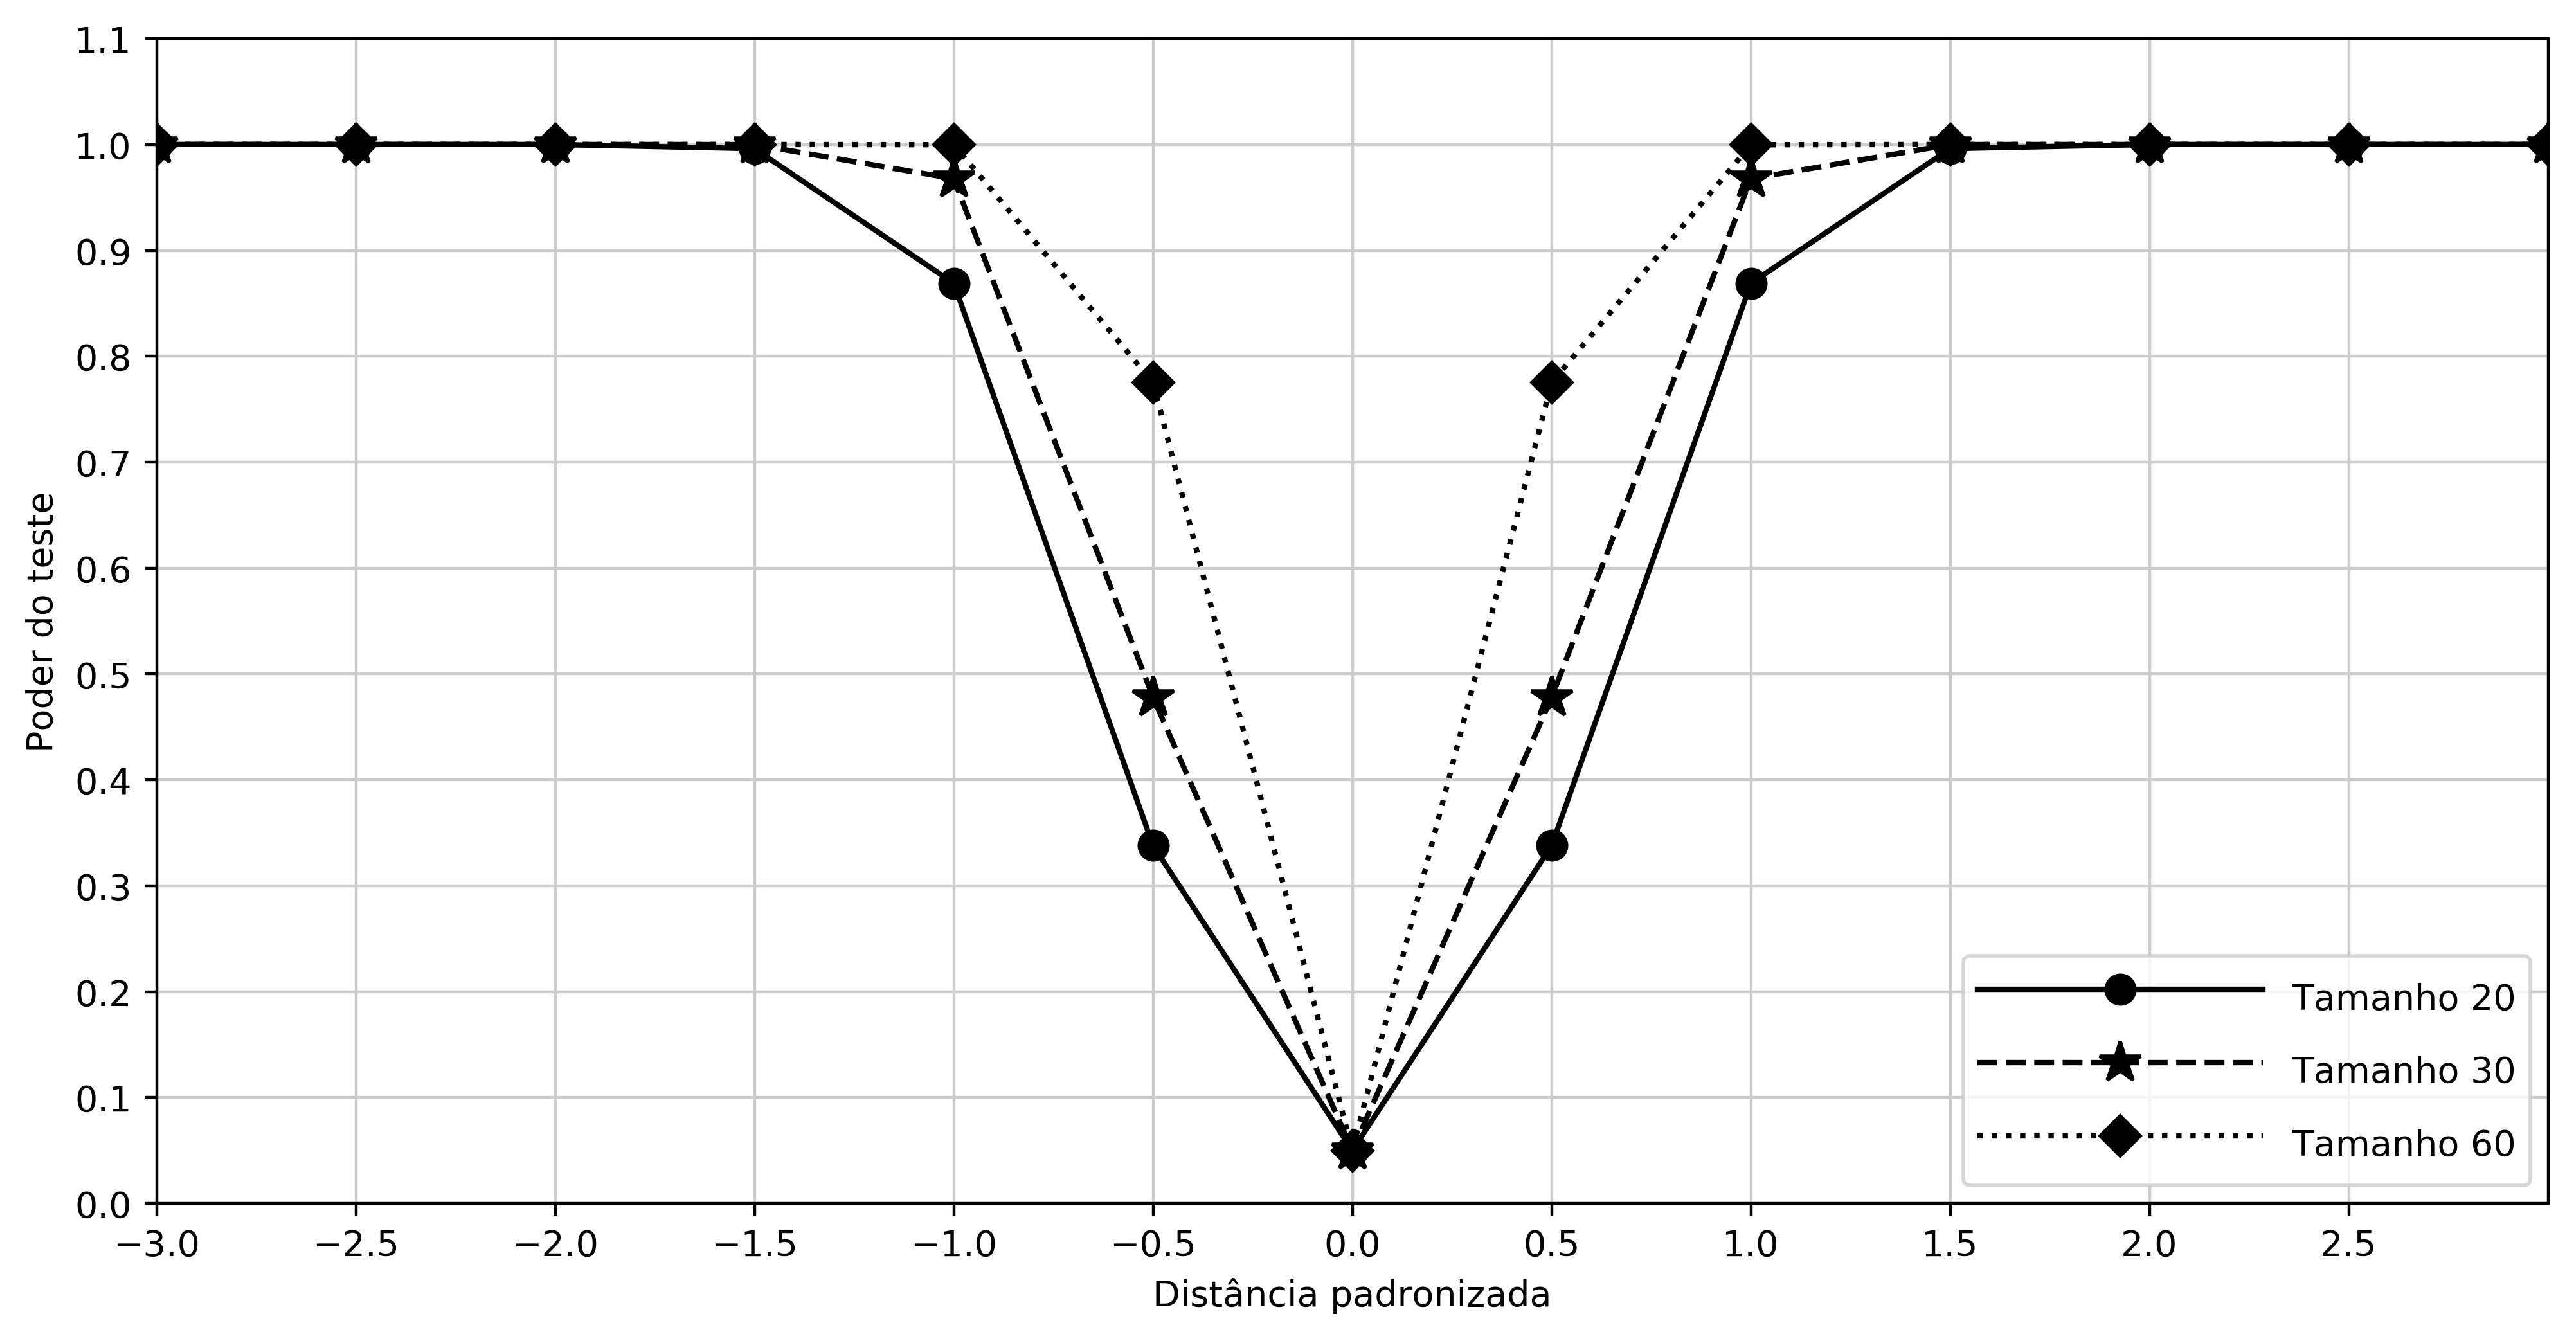 1.1
1.0
0.9
0.8
0.7
0.6
0.5
0.4
0.3
0.2
0.1
0.0
Poder do teste
−3.0 −2.5 −2.0 −1.5 −1.0 −0.5 0.0 0.5 1.0 1.5 2.0 2.5
Distância padronizada
Tamanho 20
Tamanho 30
Tamanho 60